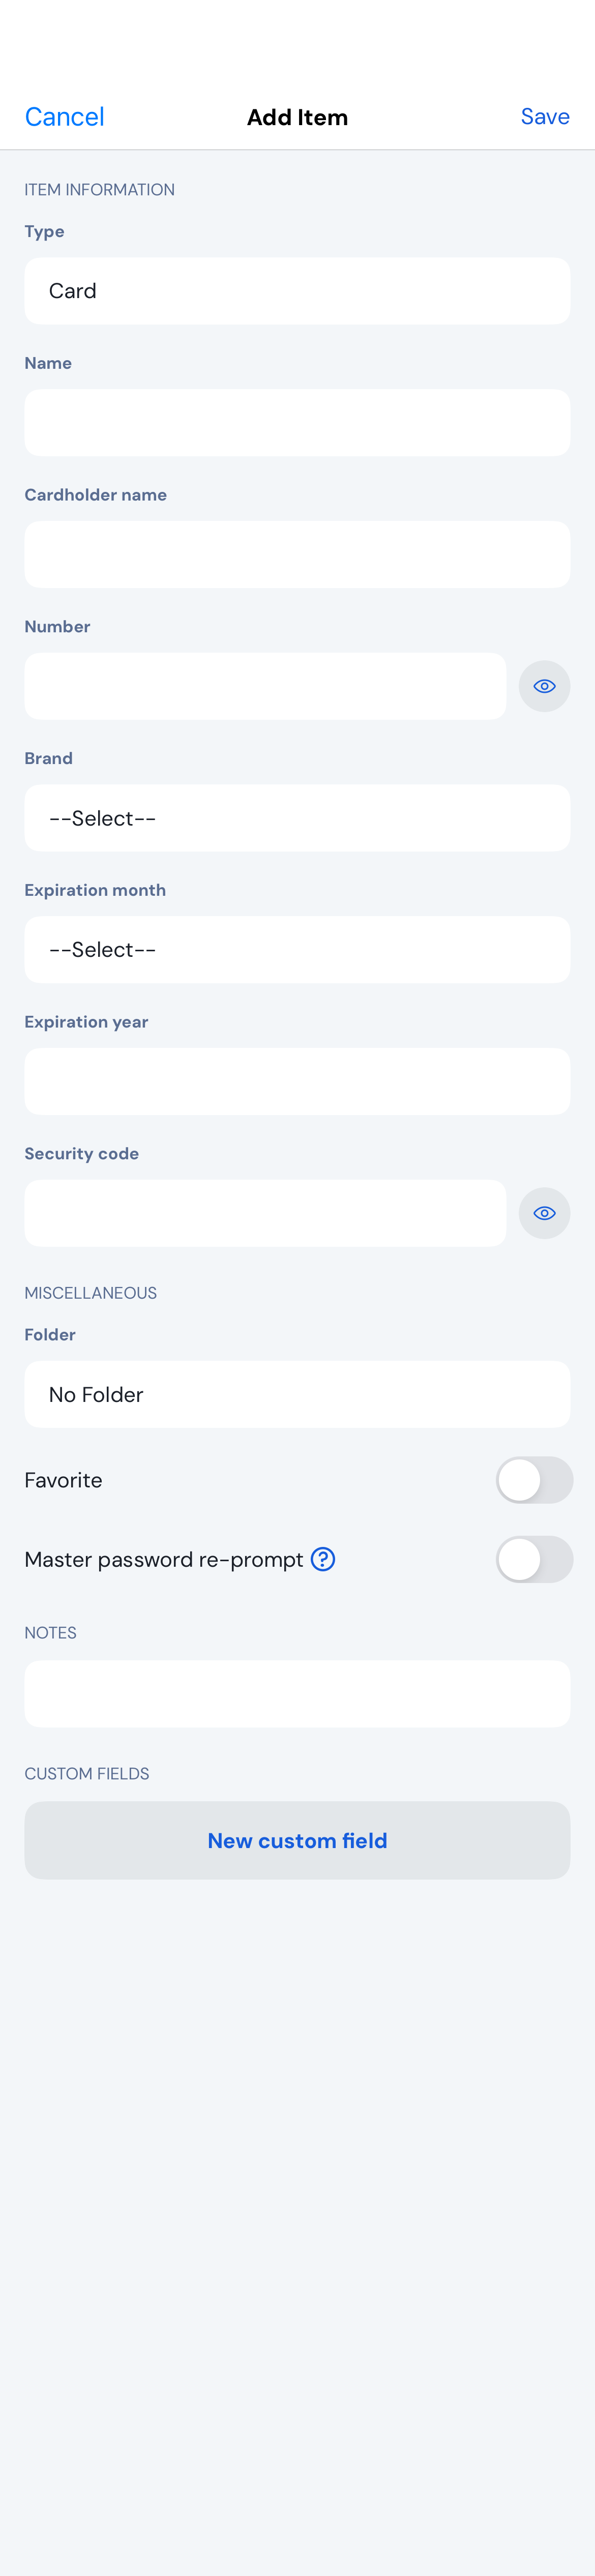 Cancel
Add Item
Save
ITEM INFORMATION
Type
Card
Name
Cardholder name
Number
Brand
--Select--
Expiration month
--Select--
Expiration year
Security code
MISCELLANEOUS
Folder
No Folder
Favorite
Master password re-prompt
NOTES
CUSTOM FIELDS
New custom field